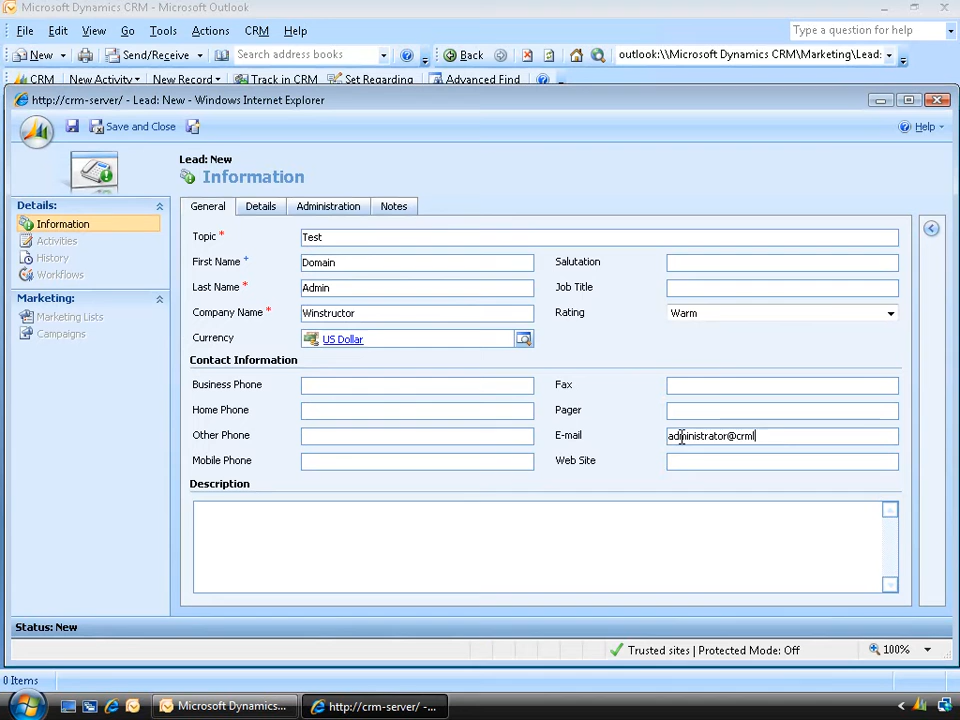 Microsoft Dynamics CRM - Microsoft Outlook
File Edit View Go Tools Actions CRM Help
Type a question for help
New Send/Receive Search address books Back outlook:\\Microsoft Dynamics CRM\Marketing\Lead:
CRM New Activity New Record Track in CRM Set Regarding Advanced Find
http://crm-server/ - Lead: New - Windows Internet Explorer
Save and Close
Help
Lead: New
Information
Details:
Information
Activities
History
Workflows
Marketing:
Marketing Lists
Campaigns
General Details Administration Notes
Topic * Test
First Name + Domain
Salutation
Last Name * Admin
Job Title
Company Name * Winstructor
Rating Warm
Currency US Dollar
Contact Information
Business Phone
Fax
Home Phone
Pager
Other Phone
E-mail administrator@crml
Mobile Phone
Web Site
Description
Status: New
Trusted sites | Protected Mode: Off
100%
0 Items
Microsoft Dynamics... http://crm-server/ -...